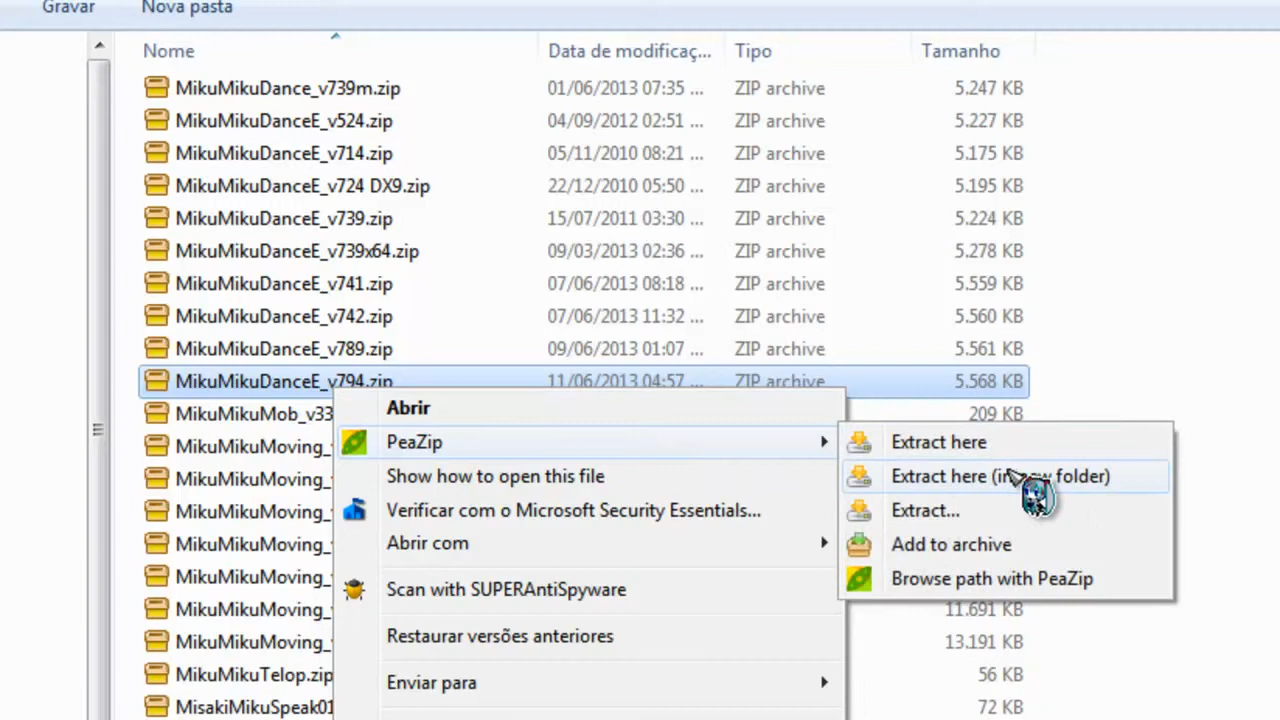 Gravar Nova pasta
Nome Data de modificaç... Tipo Tamanho
MikuMikuDance_v739m.zip 01/06/2013 07:35 ... ZIP archive 5.247 KB
MikuMikuDanceE_v524.zip 04/09/2012 02:51 ... ZIP archive 5.227 KB
MikuMikuDanceE_v714.zip 05/11/2010 08:21 ... ZIP archive 5.175 KB
MikuMikuDanceE_v724 DX9.zip 22/12/2010 05:50 ... ZIP archive 5.195 KB
MikuMikuDanceE_v739.zip 15/07/2011 03:30 ... ZIP archive 5.224 KB
MikuMikuDanceE_v739x64.zip 09/03/2013 02:36 ... ZIP archive 5.278 KB
MikuMikuDanceE_v741.zip 07/06/2013 08:18 ... ZIP archive 5.559 KB
MikuMikuDanceE_v742.zip 07/06/2013 11:32 ... ZIP archive 5.560 KB
MikuMikuDanceE_v789.zip 09/06/2013 01:07 ... ZIP archive 5.561 KB
MikuMikuDanceE_v794.zip 11/06/2013 04:57 ... ZIP archive 5.568 KB
MikuMikuMob_v33 209 KB
MikuMikuMoving_
MikuMikuMoving_
MikuMikuMoving_
MikuMikuMoving_
MikuMikuMoving_
MikuMikuMoving_ 11.691 KB
MikuMikuMoving_ 13.191 KB
MikuMikuTelop.zip 56 KB
MisakiMikuSpeak01 72 KB
Abrir
PeaZip
Show how to open this file
Verificar com o Microsoft Security Essentials...
Abrir com
Scan with SUPERAntiSpyware
Restaurar versões anteriores
Enviar para
Extract here
Extract here (in new folder)
Extract...
Add to archive
Browse path with PeaZip